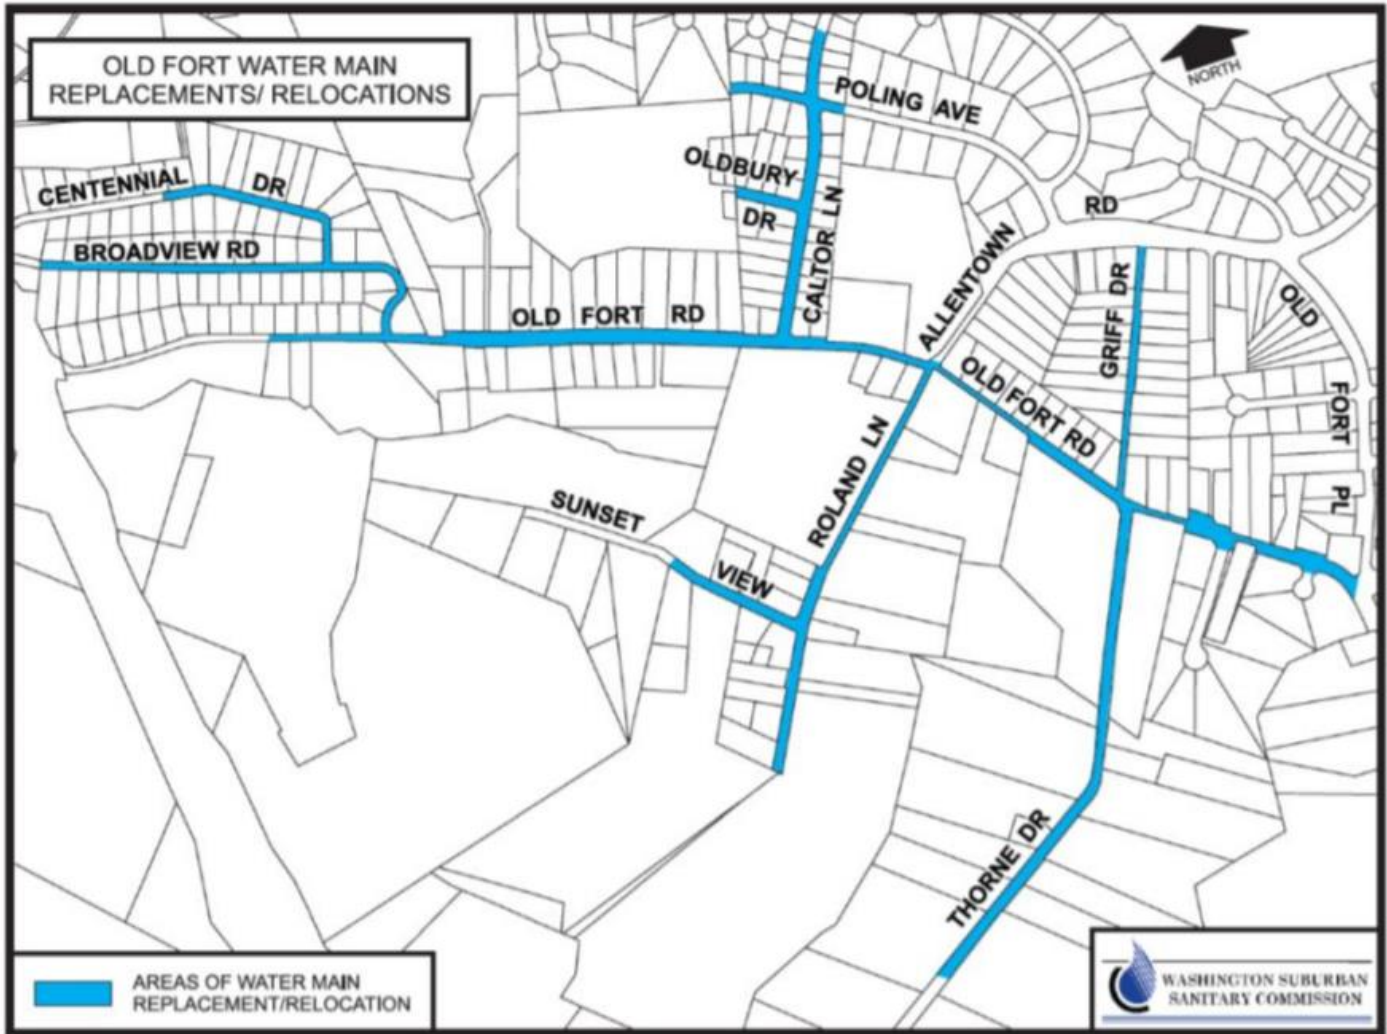 OLD FORT WATER MAIN
REPLACEMENTS/ RELOCATIONS
NORTH
POLING AVE
OLDBURY
DR
CENTENNIAL DR
CALTOR LN
RD
BROADVIEW RD
ALLENTOWN
GRIFF DR
OLD FORT RD
OLD
FORT
PL
OLD FORT RD
ROLAND LN
SUNSET
VIEW
THORNE DR
AREAS OF WATER MAIN
REPLACEMENT/RELOCATION
WASHINGTON SUBURBAN
SANITARY COMMISSION